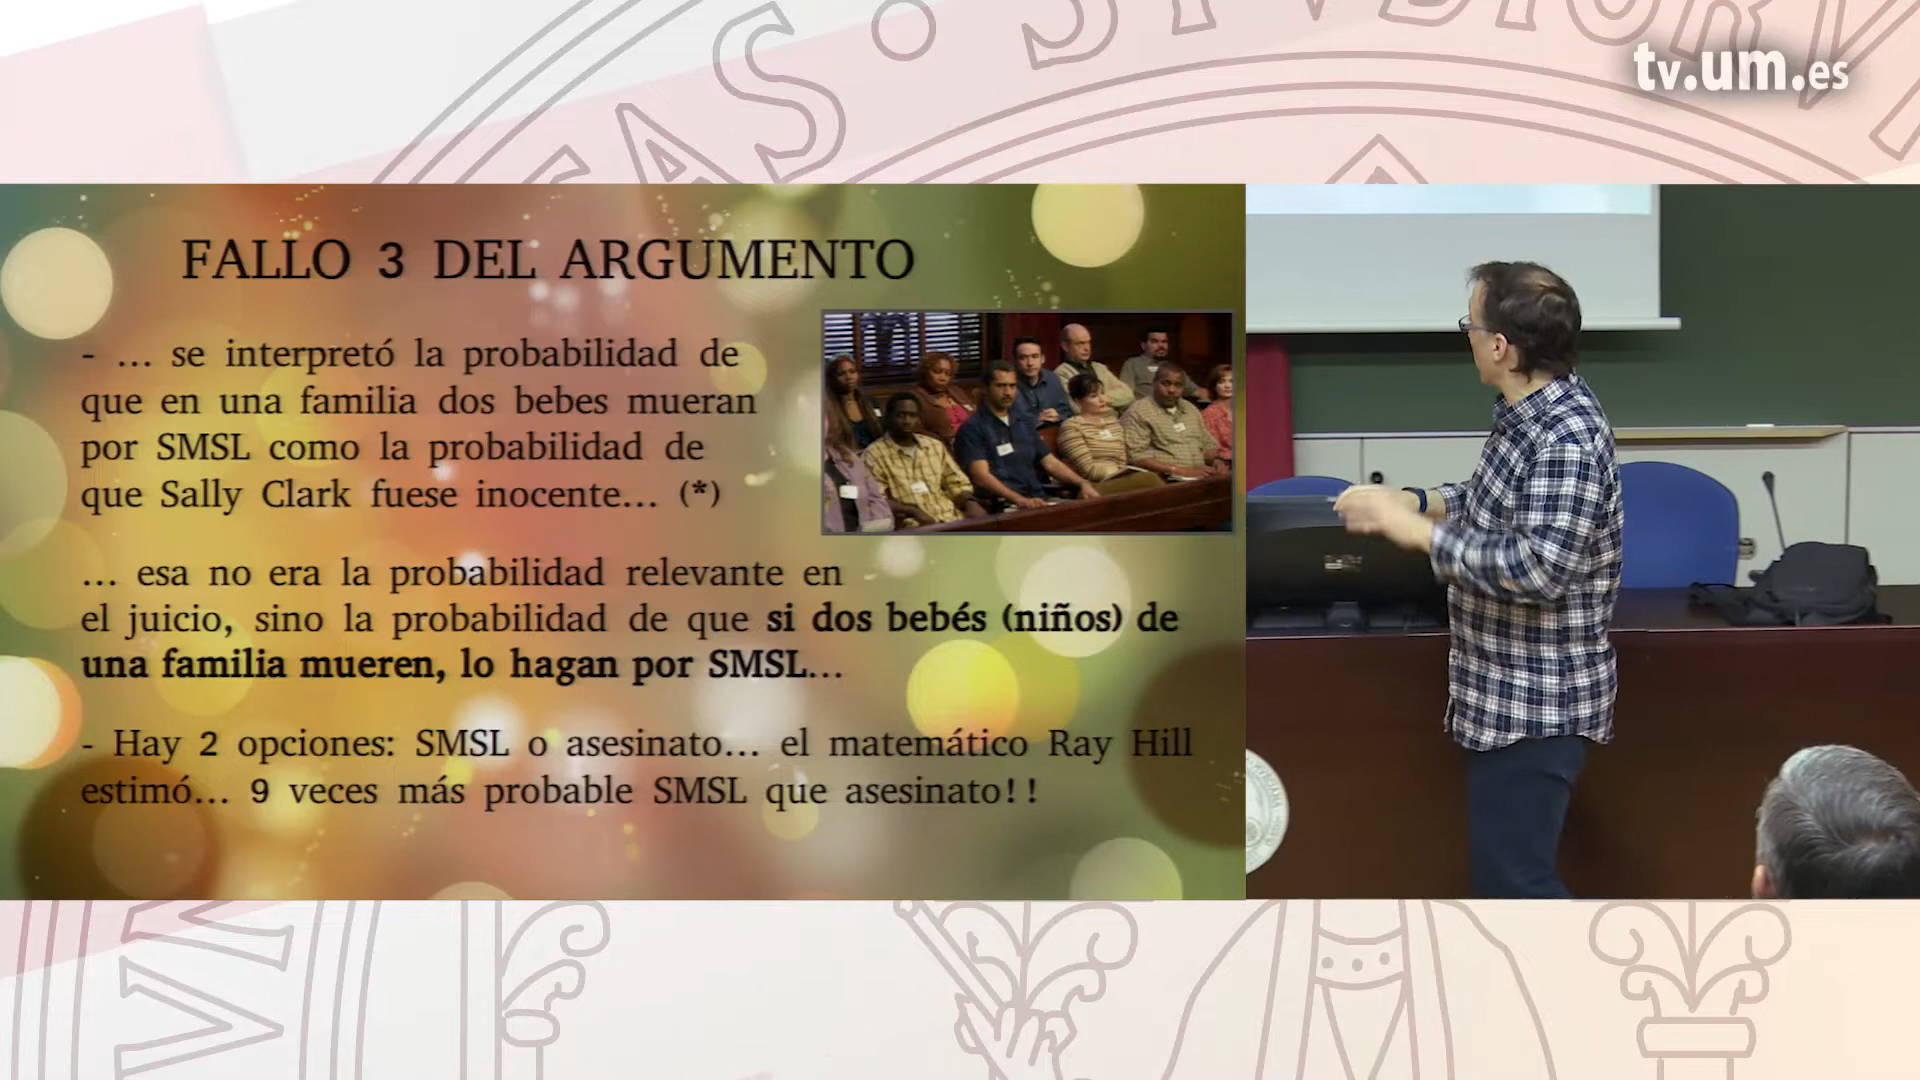 tv.um.es
FALLO 3 DEL ARGUMENTO
- ... se interpretó la probabilidad de
que en una familia dos bebes mueran
por SMSL como la probabilidad de
que Sally Clark fuese inocente... (*)
... esa no era la probabilidad relevante en
el juicio, sino la probabilidad de que si dos bebés (niños) de
una familia mueren, lo hagan por SMSL...
- Hay 2 opciones: SMSL o asesinato... el matemático Ray Hill
estimó... 9 veces más probable SMSL que asesinato!!